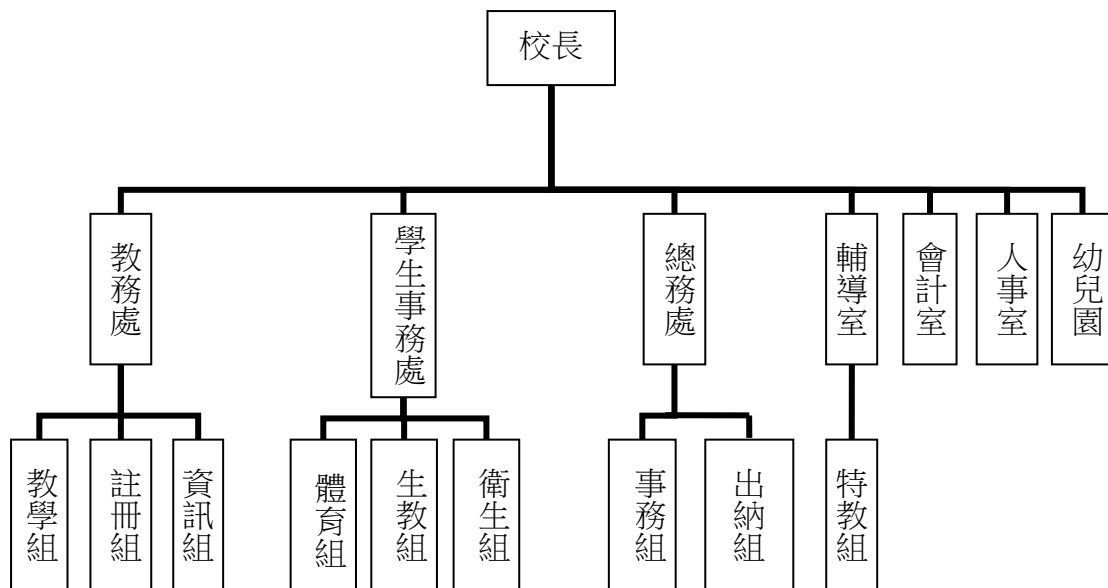 校長
教務處
學生事務處
總務處
輔導室
會計室
人事室
幼兒園
教學組
註冊組
資訊組
體育組
生教組
衛生組
事務組
出納組
特教組